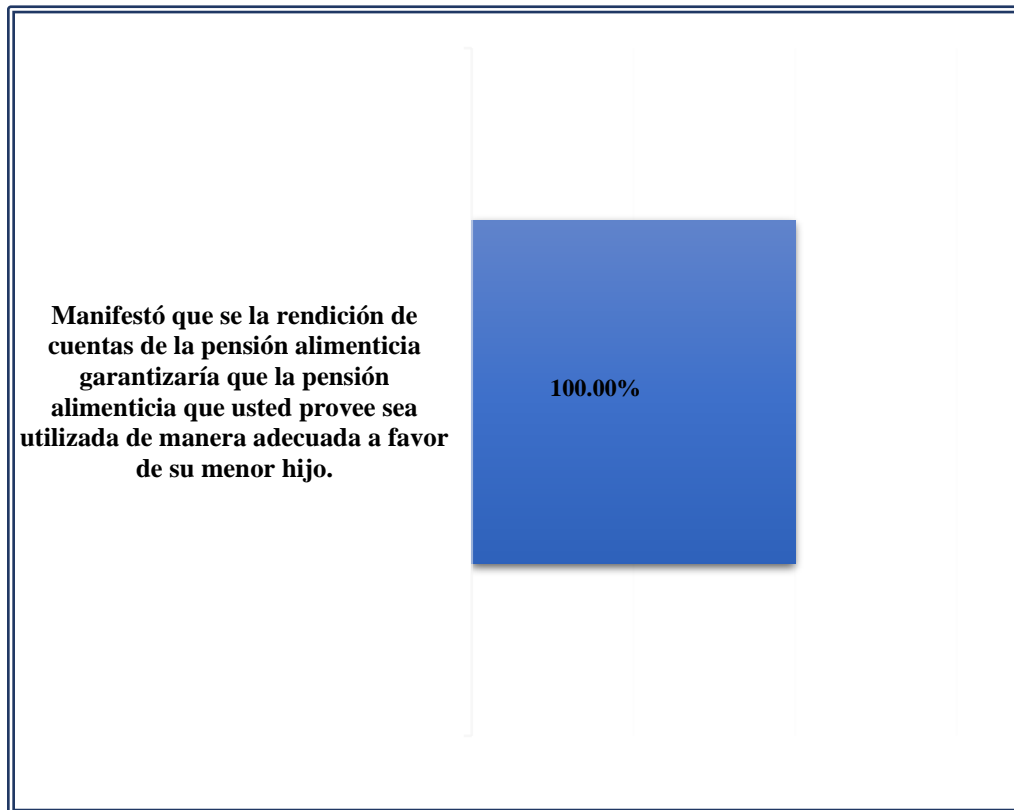 Manifestó que se la rendición de
cuentas de la pensión alimenticia
garantizaría que la pensión
alimenticia que usted provee sea
utilizada de manera adecuada a favor
de su menor hijo.
100.00%